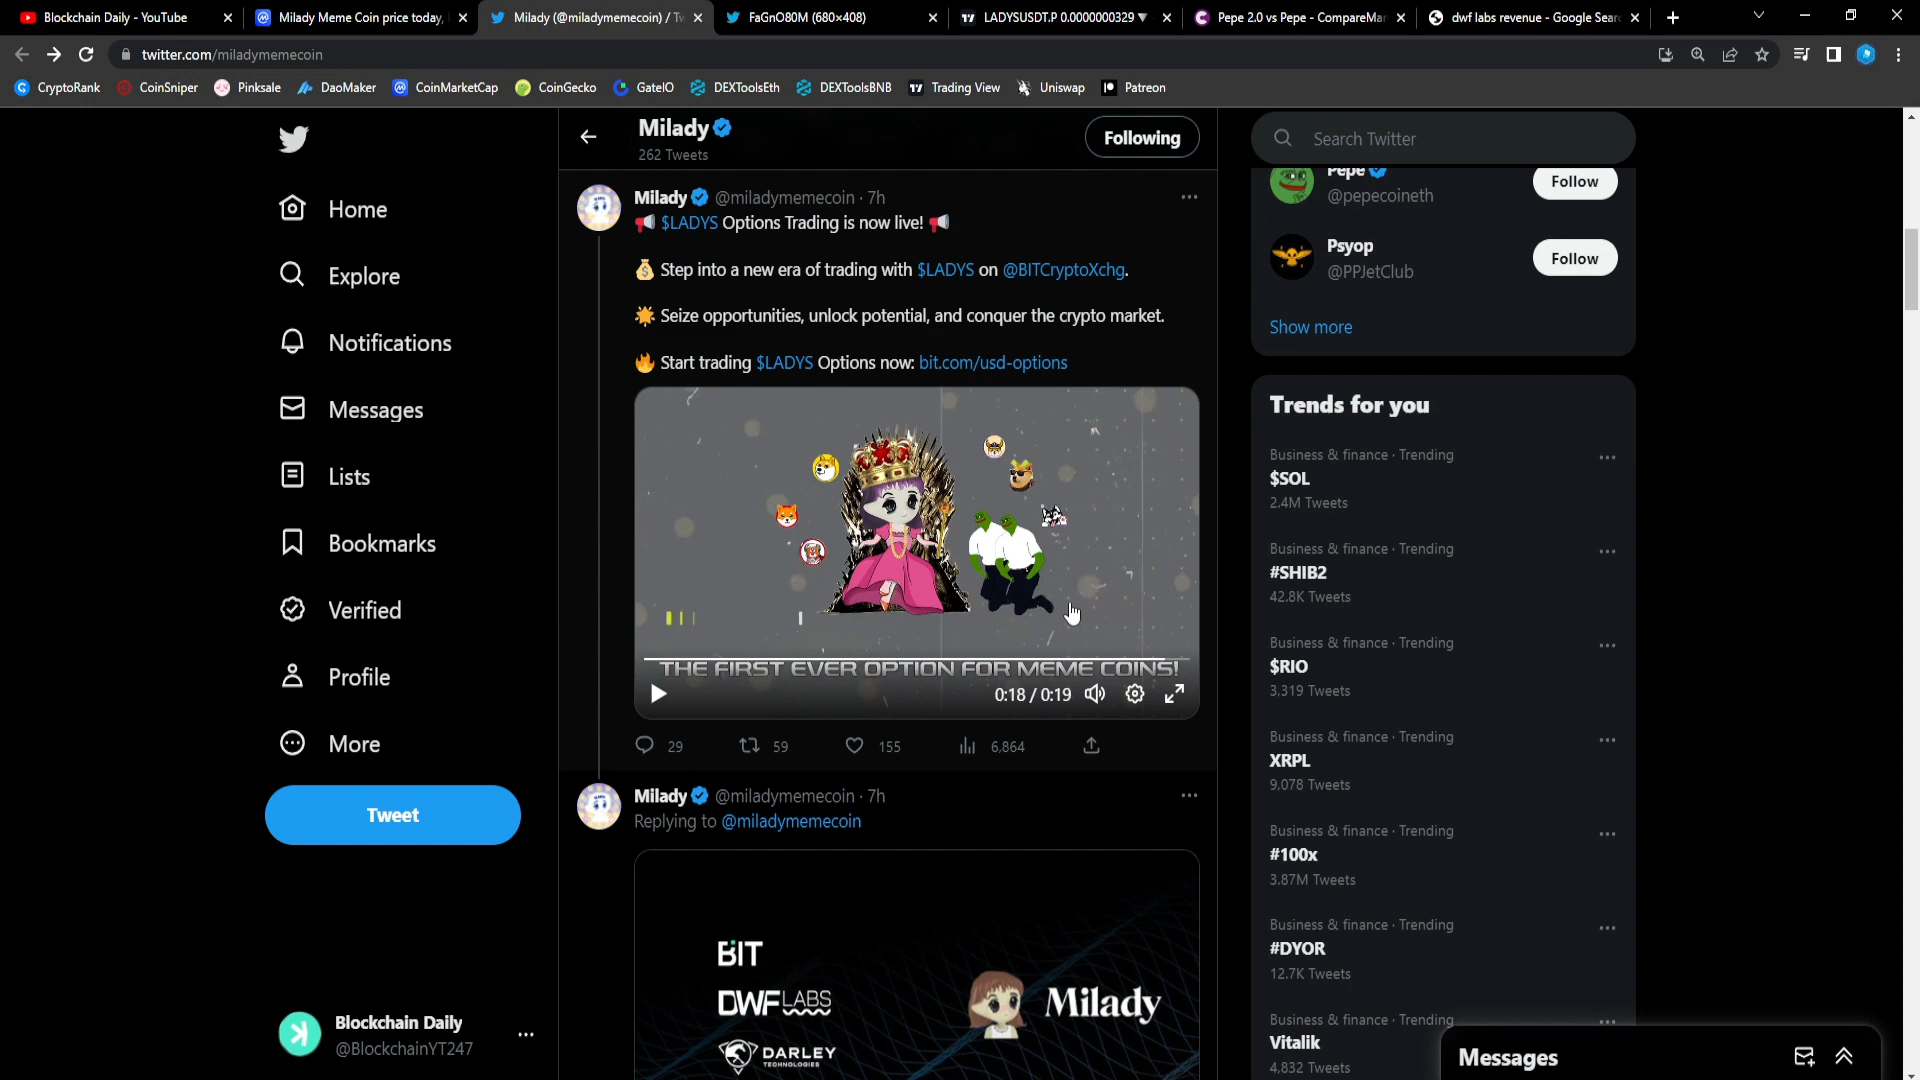 Blockchain Daily - YouTube
Milady Meme Coin price today,
Milady (@miladymemecoin) / Tw
FaGnO80M (680×408)
LADYSUSDT.P 0.0000000329 ▼
Pepe 2.0 vs Pepe - CompareMar
dwf labs revenue - Google Sear
twitter.com/miladymemecoin
CryptoRank
CoinSniper
Pinksale
DaoMaker
CoinMarketCap
CoinGecko
GateIO
DEXToolsEth
DEXToolsBNB
Trading View
Uniswap
Patreon
Home
Explore
Notifications
Messages
Lists
Bookmarks
Verified
Profile
More
Tweet
Blockchain Daily
@BlockchainYT247
Milady
262 Tweets
Following
Milady @miladymemecoin · 7h
📢 $LADYS Options Trading is now live! 📢
💰 Step into a new era of trading with $LADYS on @BITCryptoXchg.
🌟 Seize opportunities, unlock potential, and conquer the crypto market.
🔥 Start trading $LADYS Options now: bit.com/usd-options
THE FIRST EVER OPTION FOR MEME COINS!
0:18 / 0:19
29
59
155
6,864
Milady @miladymemecoin · 7h
Replying to @miladymemecoin
BIT
DWF LABS
DARLEY
TECHNOLOGIES
Milady
Search Twitter
Pepe
@pepecoineth
Follow
Psyop
@PPJetClub
Follow
Show more
Trends for you
Business & finance · Trending
$SOL
2.4M Tweets
Business & finance · Trending
#SHIB2
42.8K Tweets
Business & finance · Trending
$RIO
3,319 Tweets
Business & finance · Trending
XRPL
9,078 Tweets
Business & finance · Trending
#100x
3.87M Tweets
Business & finance · Trending
#DYOR
12.7K Tweets
Business & finance · Trending
Vitalik
4,832 Tweets
Messages